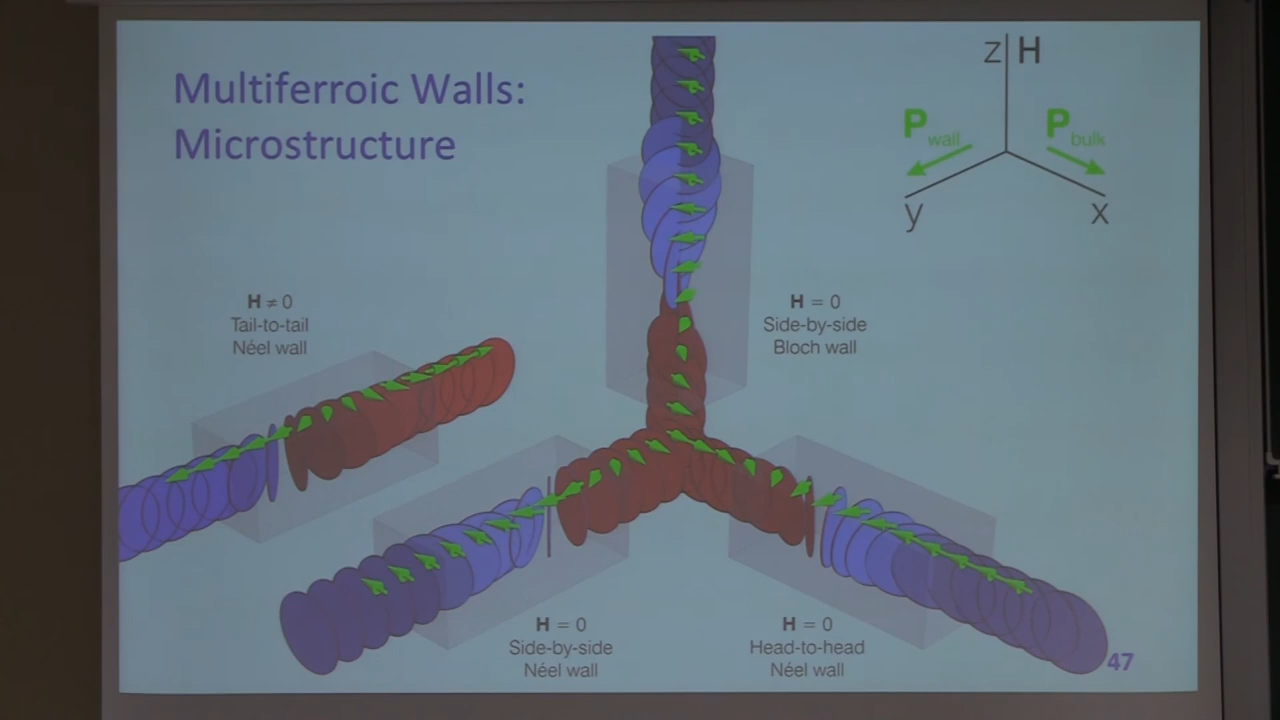 Multiferroic Walls:
Microstructure
z H
P wall
P bulk
y
x
H ≠ 0
Tail-to-tail
Néel wall
H = 0
Side-by-side
Bloch wall
H = 0
Side-by-side
Néel wall
H = 0
Head-to-head
Néel wall
47